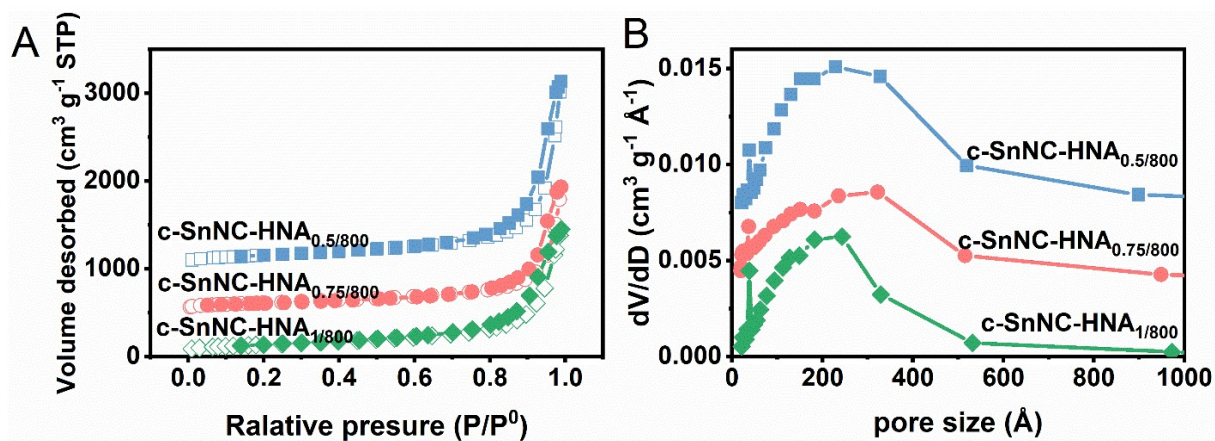 A
Volume desorbed (cm³ g⁻¹ STP)
3000
2000
1000
0
c-SnNC-HNA0.5/800
c-SnNC-HNA0.75/800
c-SnNC-HNA1/800
0.0 0.2 0.4 0.6 0.8 1.0
Ralative presure (P/P⁰)
B
dV/dD (cm³ g⁻¹ Å⁻¹)
0.015
0.010
0.005
0.000
c-SnNC-HNA0.5/800
c-SnNC-HNA0.75/800
c-SnNC-HNA1/800
0 200 400 600 800 1000
pore size (Å)